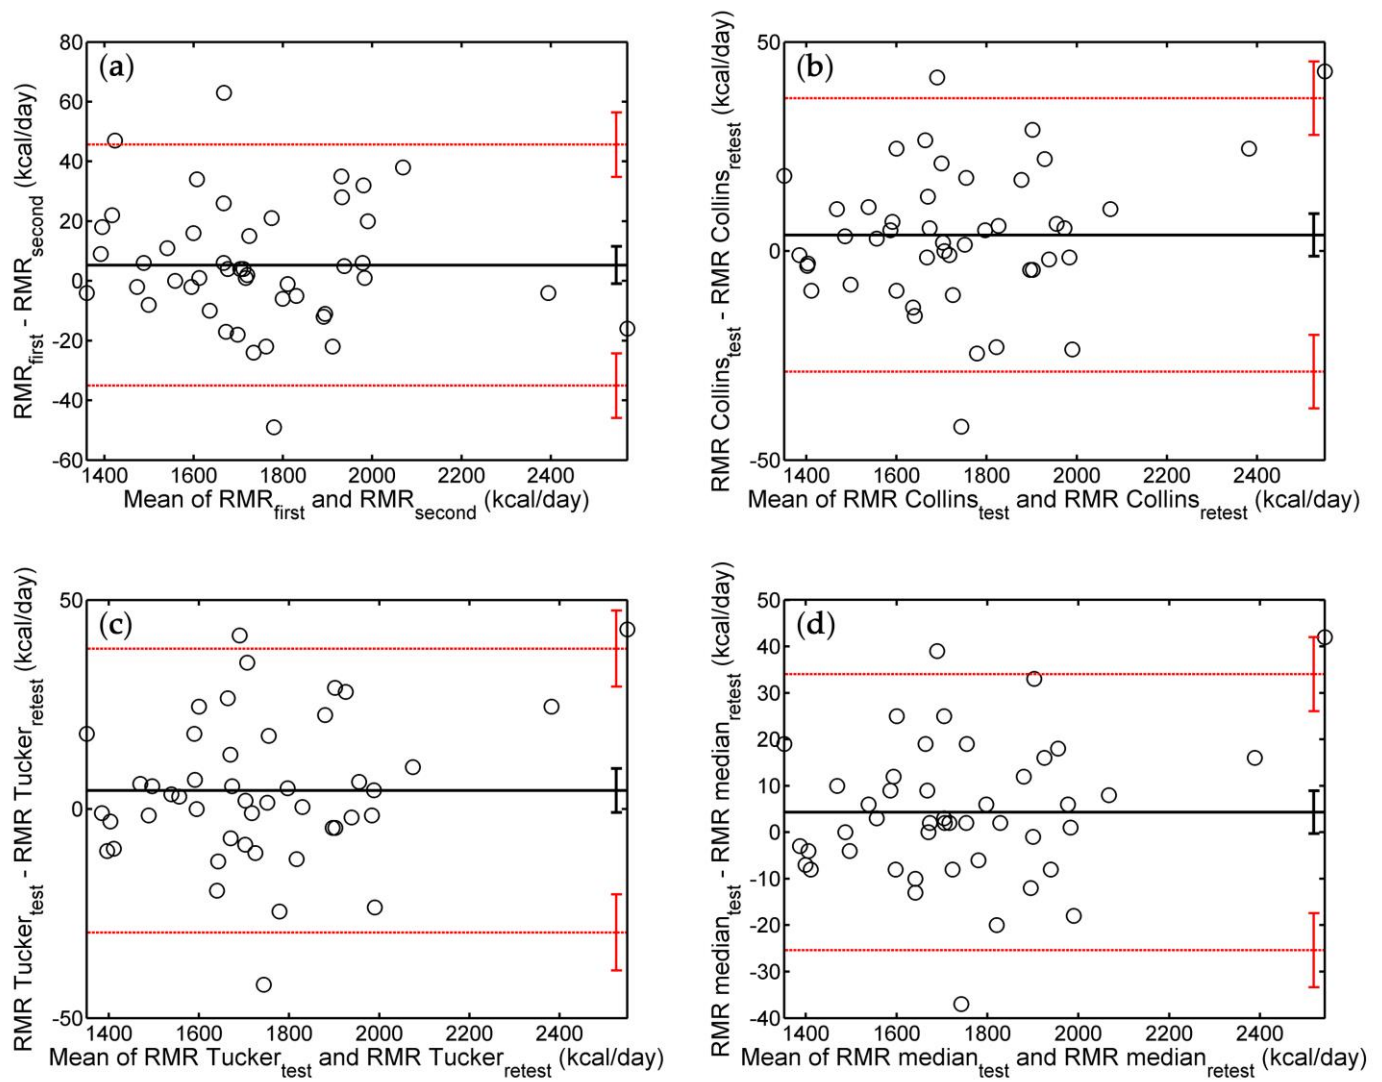 (a)
RMRfirst - RMRsecond (kcal/day)
80
60
40
20
0
-20
-40
-60
1400 1600 1800 2000 2200 2400
Mean of RMRfirst and RMRsecond (kcal/day)
(b)
RMR Collinstest - RMR Collinsretest (kcal/day)
50
0
-50
1400 1600 1800 2000 2200 2400
Mean of RMR Collinstest and RMR Collinsretest (kcal/day)
(c)
RMR Tuckertest - RMR Tuckerretest (kcal/day)
50
0
-50
1400 1600 1800 2000 2200 2400
Mean of RMR Tuckertest and RMR Tuckerretest (kcal/day)
(d)
RMR mediantest - RMR medianretest (kcal/day)
50
40
30
20
10
0
-10
-20
-30
-40
1400 1600 1800 2000 2200 2400
Mean of RMR mediantest and RMR medianretest (kcal/day)